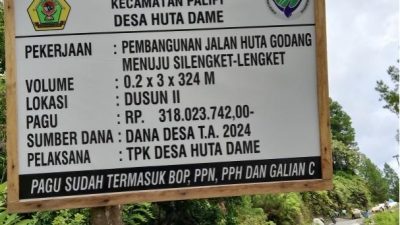 KECAMATAN PALIPI
DESA HUTA DAME
PEKERJAAN : PEMBANGUNAN JALAN HUTA GODANG
MENUJU SILENGKET-LENGKET
VOLUME : 0.2 x 3 x 324 M
LOKASI : DUSUN II
PAGU : RP. 318.023.742,00-
SUMBER DANA : DANA DESA T.A. 2024
PELAKSANA : TPK DESA HUTA DAME
PAGU SUDAH TERMASUK BOP, PPN, PPH DAN GALIAN C